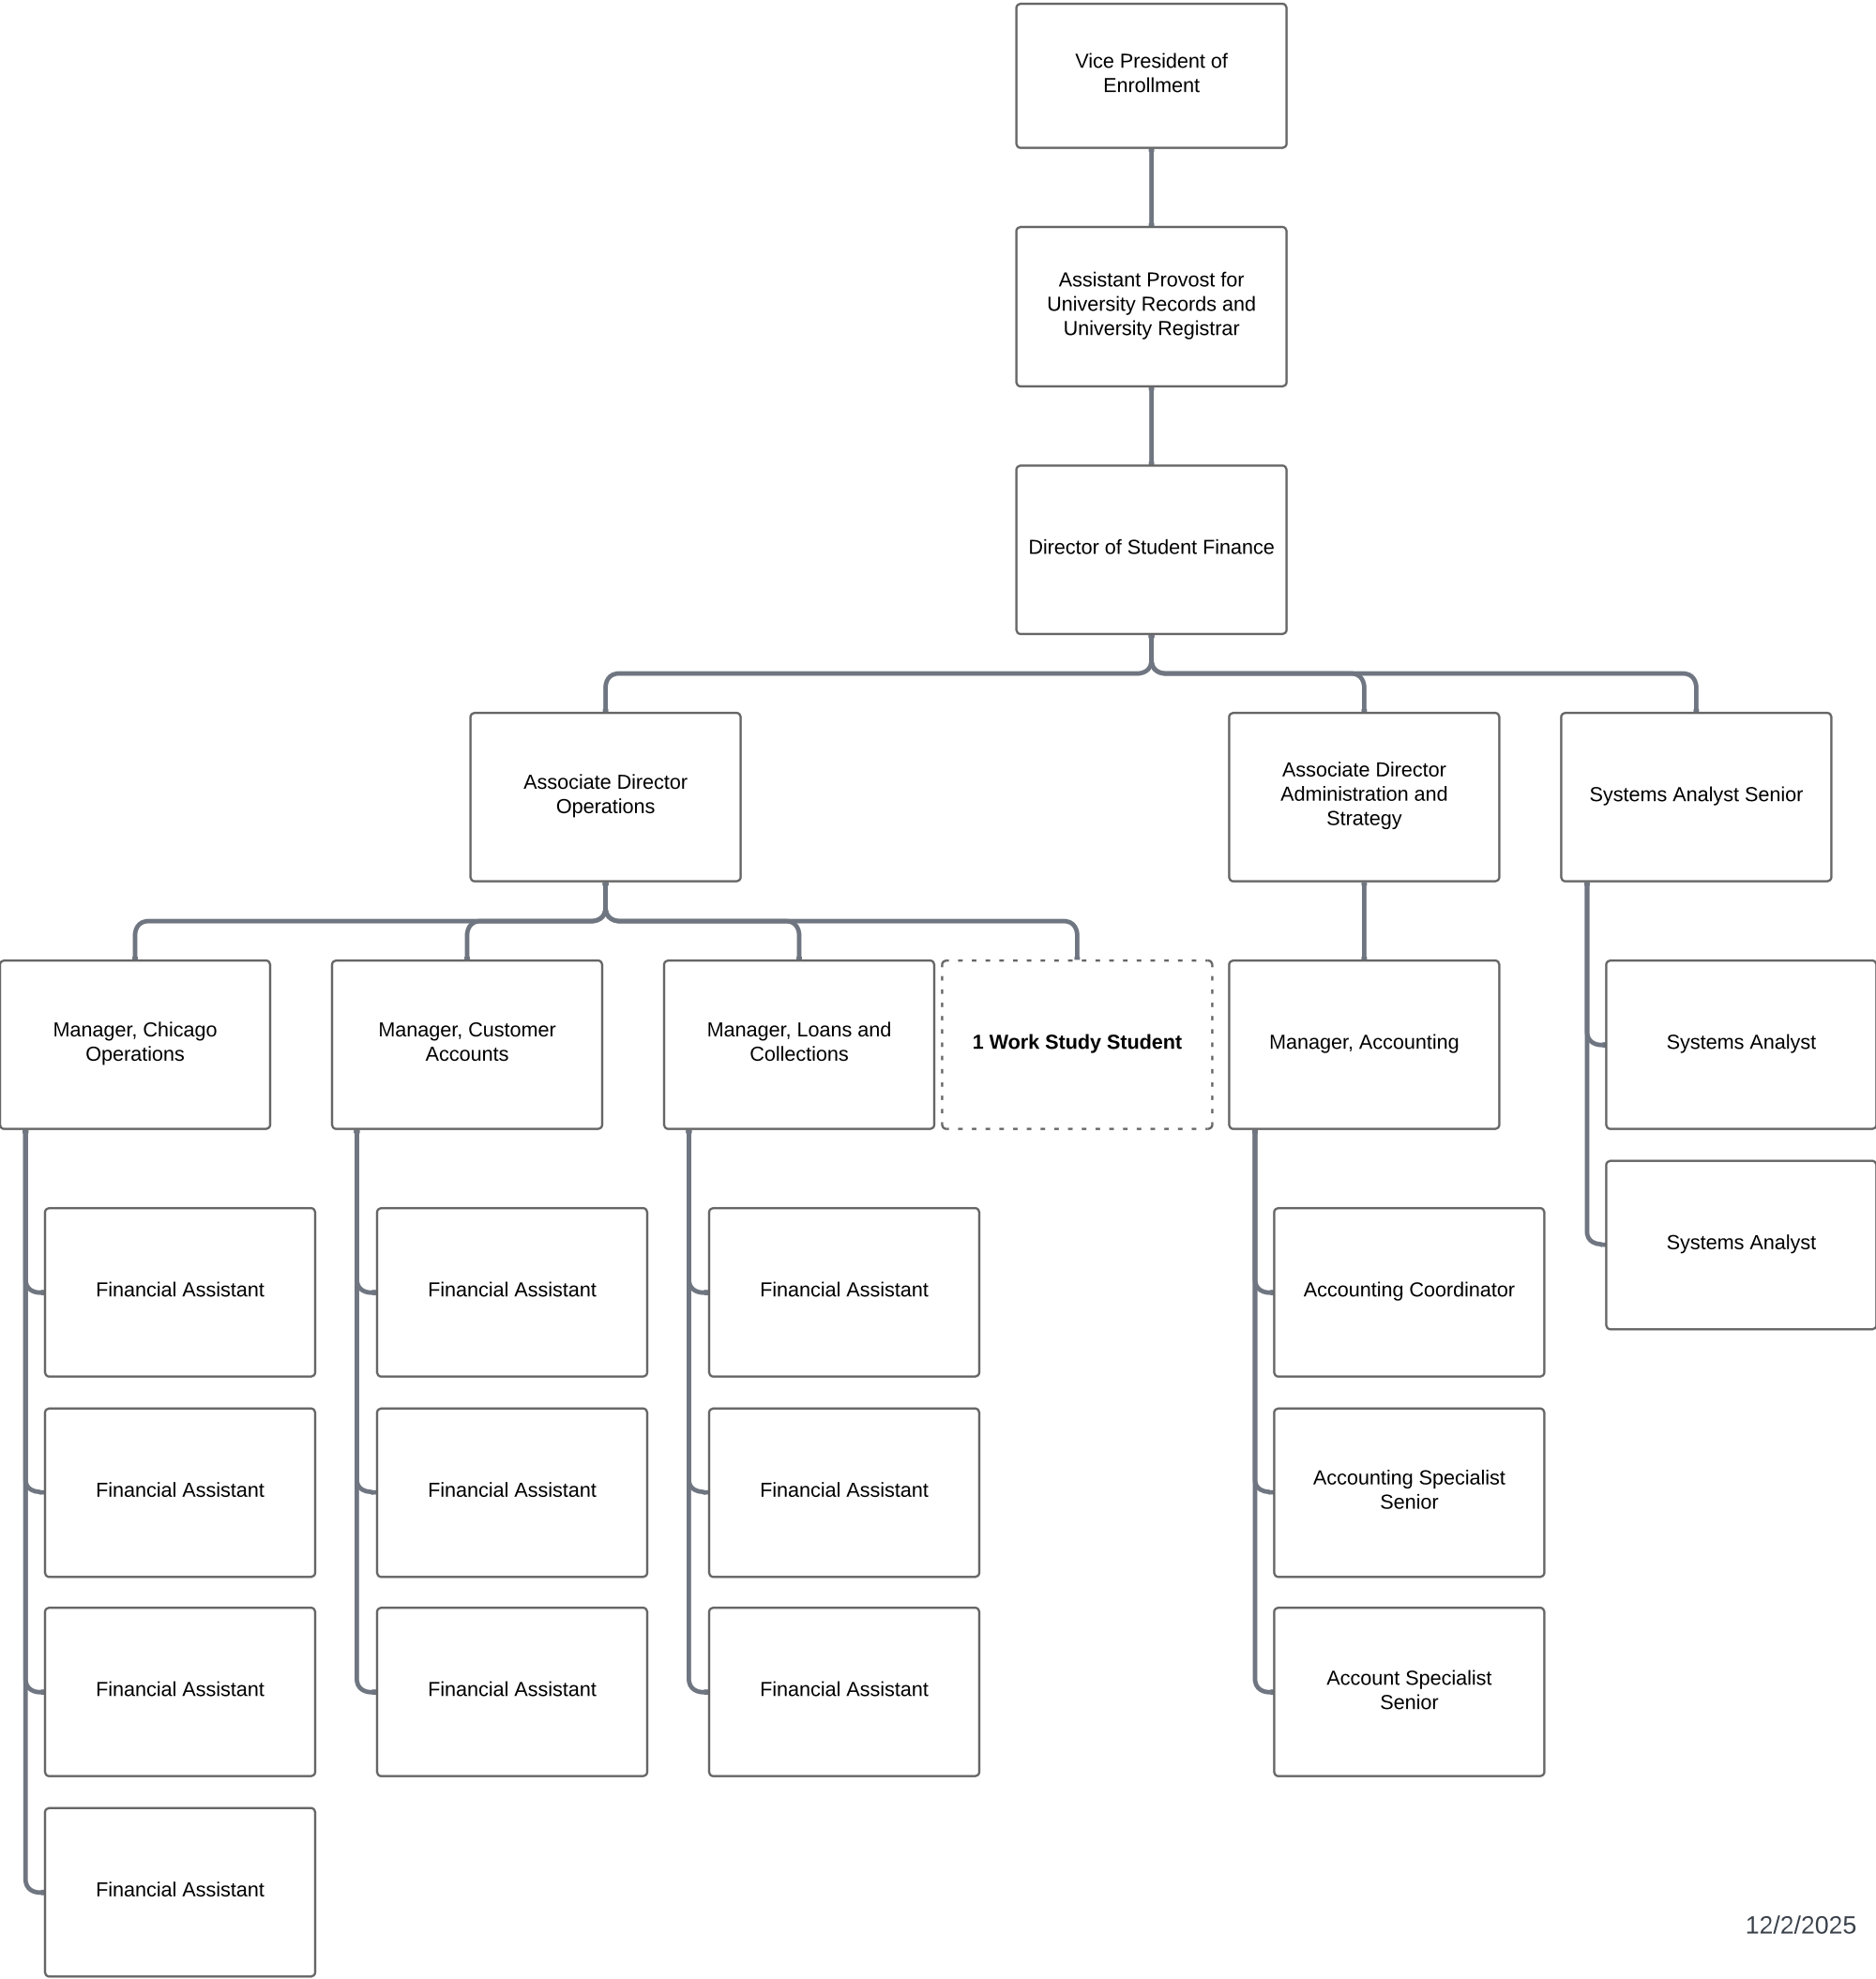 Vice President of
Enrollment
Assistant Provost for
University Records and
University Registrar
Director of Student Finance
Associate Director
Operations
Associate Director
Administration and
Strategy
Systems Analyst Senior
Manager, Chicago
Operations
Manager, Customer
Accounts
Manager, Loans and
Collections
1 Work Study Student
Manager, Accounting
Systems Analyst
Systems Analyst
Financial Assistant
Financial Assistant
Financial Assistant
Accounting Coordinator
Financial Assistant
Financial Assistant
Financial Assistant
Accounting Specialist
Senior
Financial Assistant
Financial Assistant
Financial Assistant
Account Specialist
Senior
Financial Assistant
12/2/2025